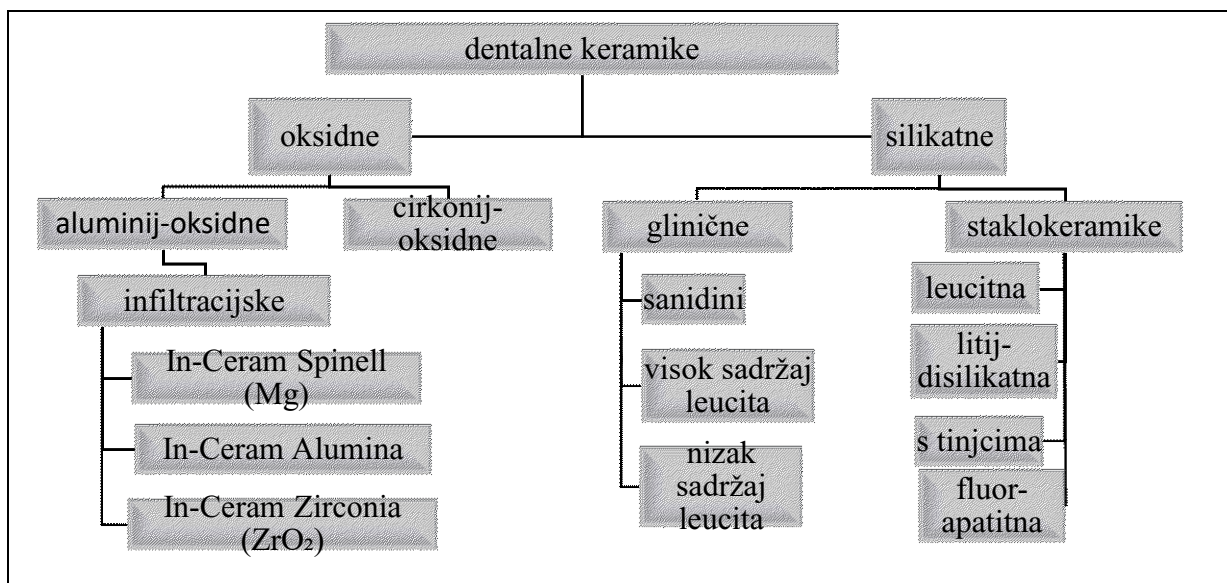 dentalne keramike
oksidne
silikatne
aluminij-oksidne
cirkonij-
oksidne
glinične
staklokeramike
infiltracijske
In-Ceram Spinell
(Mg)
In-Ceram Alumina
In-Ceram Zirconia
(ZrO₂)
sanidini
visok sadržaj
leucita
nizak
sadržaj
leucita
leucitna
litij-
disilikatna
s tinjcima
fluor-
apatitna